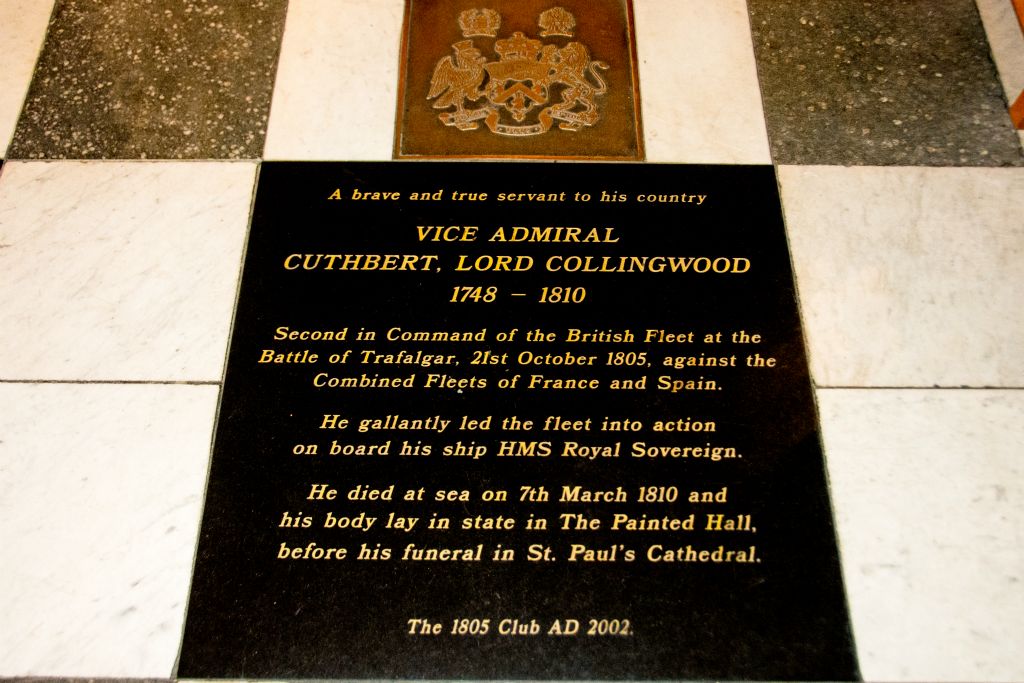 A brave and true servant to his country
VICE ADMIRAL
CUTHBERT, LORD COLLINGWOOD
1748 – 1810
Second in Command of the British Fleet at the
Battle of Trafalgar, 21st October 1805, against the
Combined Fleets of France and Spain.
He gallantly led the fleet into action
on board his ship HMS Royal Sovereign.
He died at sea on 7th March 1810 and
his body lay in state in The Painted Hall,
before his funeral in St. Paul's Cathedral.
The 1805 Club AD 2002.